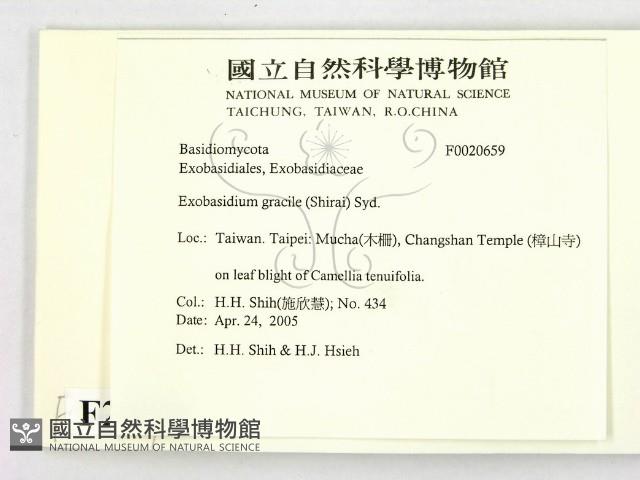 國立自然科學博物館
NATIONAL MUSEUM OF NATURAL SCIENCE
TAICHUNG, TAIWAN, R.O.CHINA
Basidiomycota F0020659
Exobasidiales, Exobasidiaceae
Exobasidium gracile (Shirai) Syd.
Loc.: Taiwan. Taipei: Mucha(木柵), Changshan Temple (樟山寺)
on leaf blight of Camellia tenuifolia.
Col.: H.H. Shih(施欣慧); No. 434
Date: Apr. 24, 2005
Det.: H.H. Shih & H.J. Hsieh
國立自然科學博物館
NATIONAL MUSEUM OF NATURAL SCIENCE